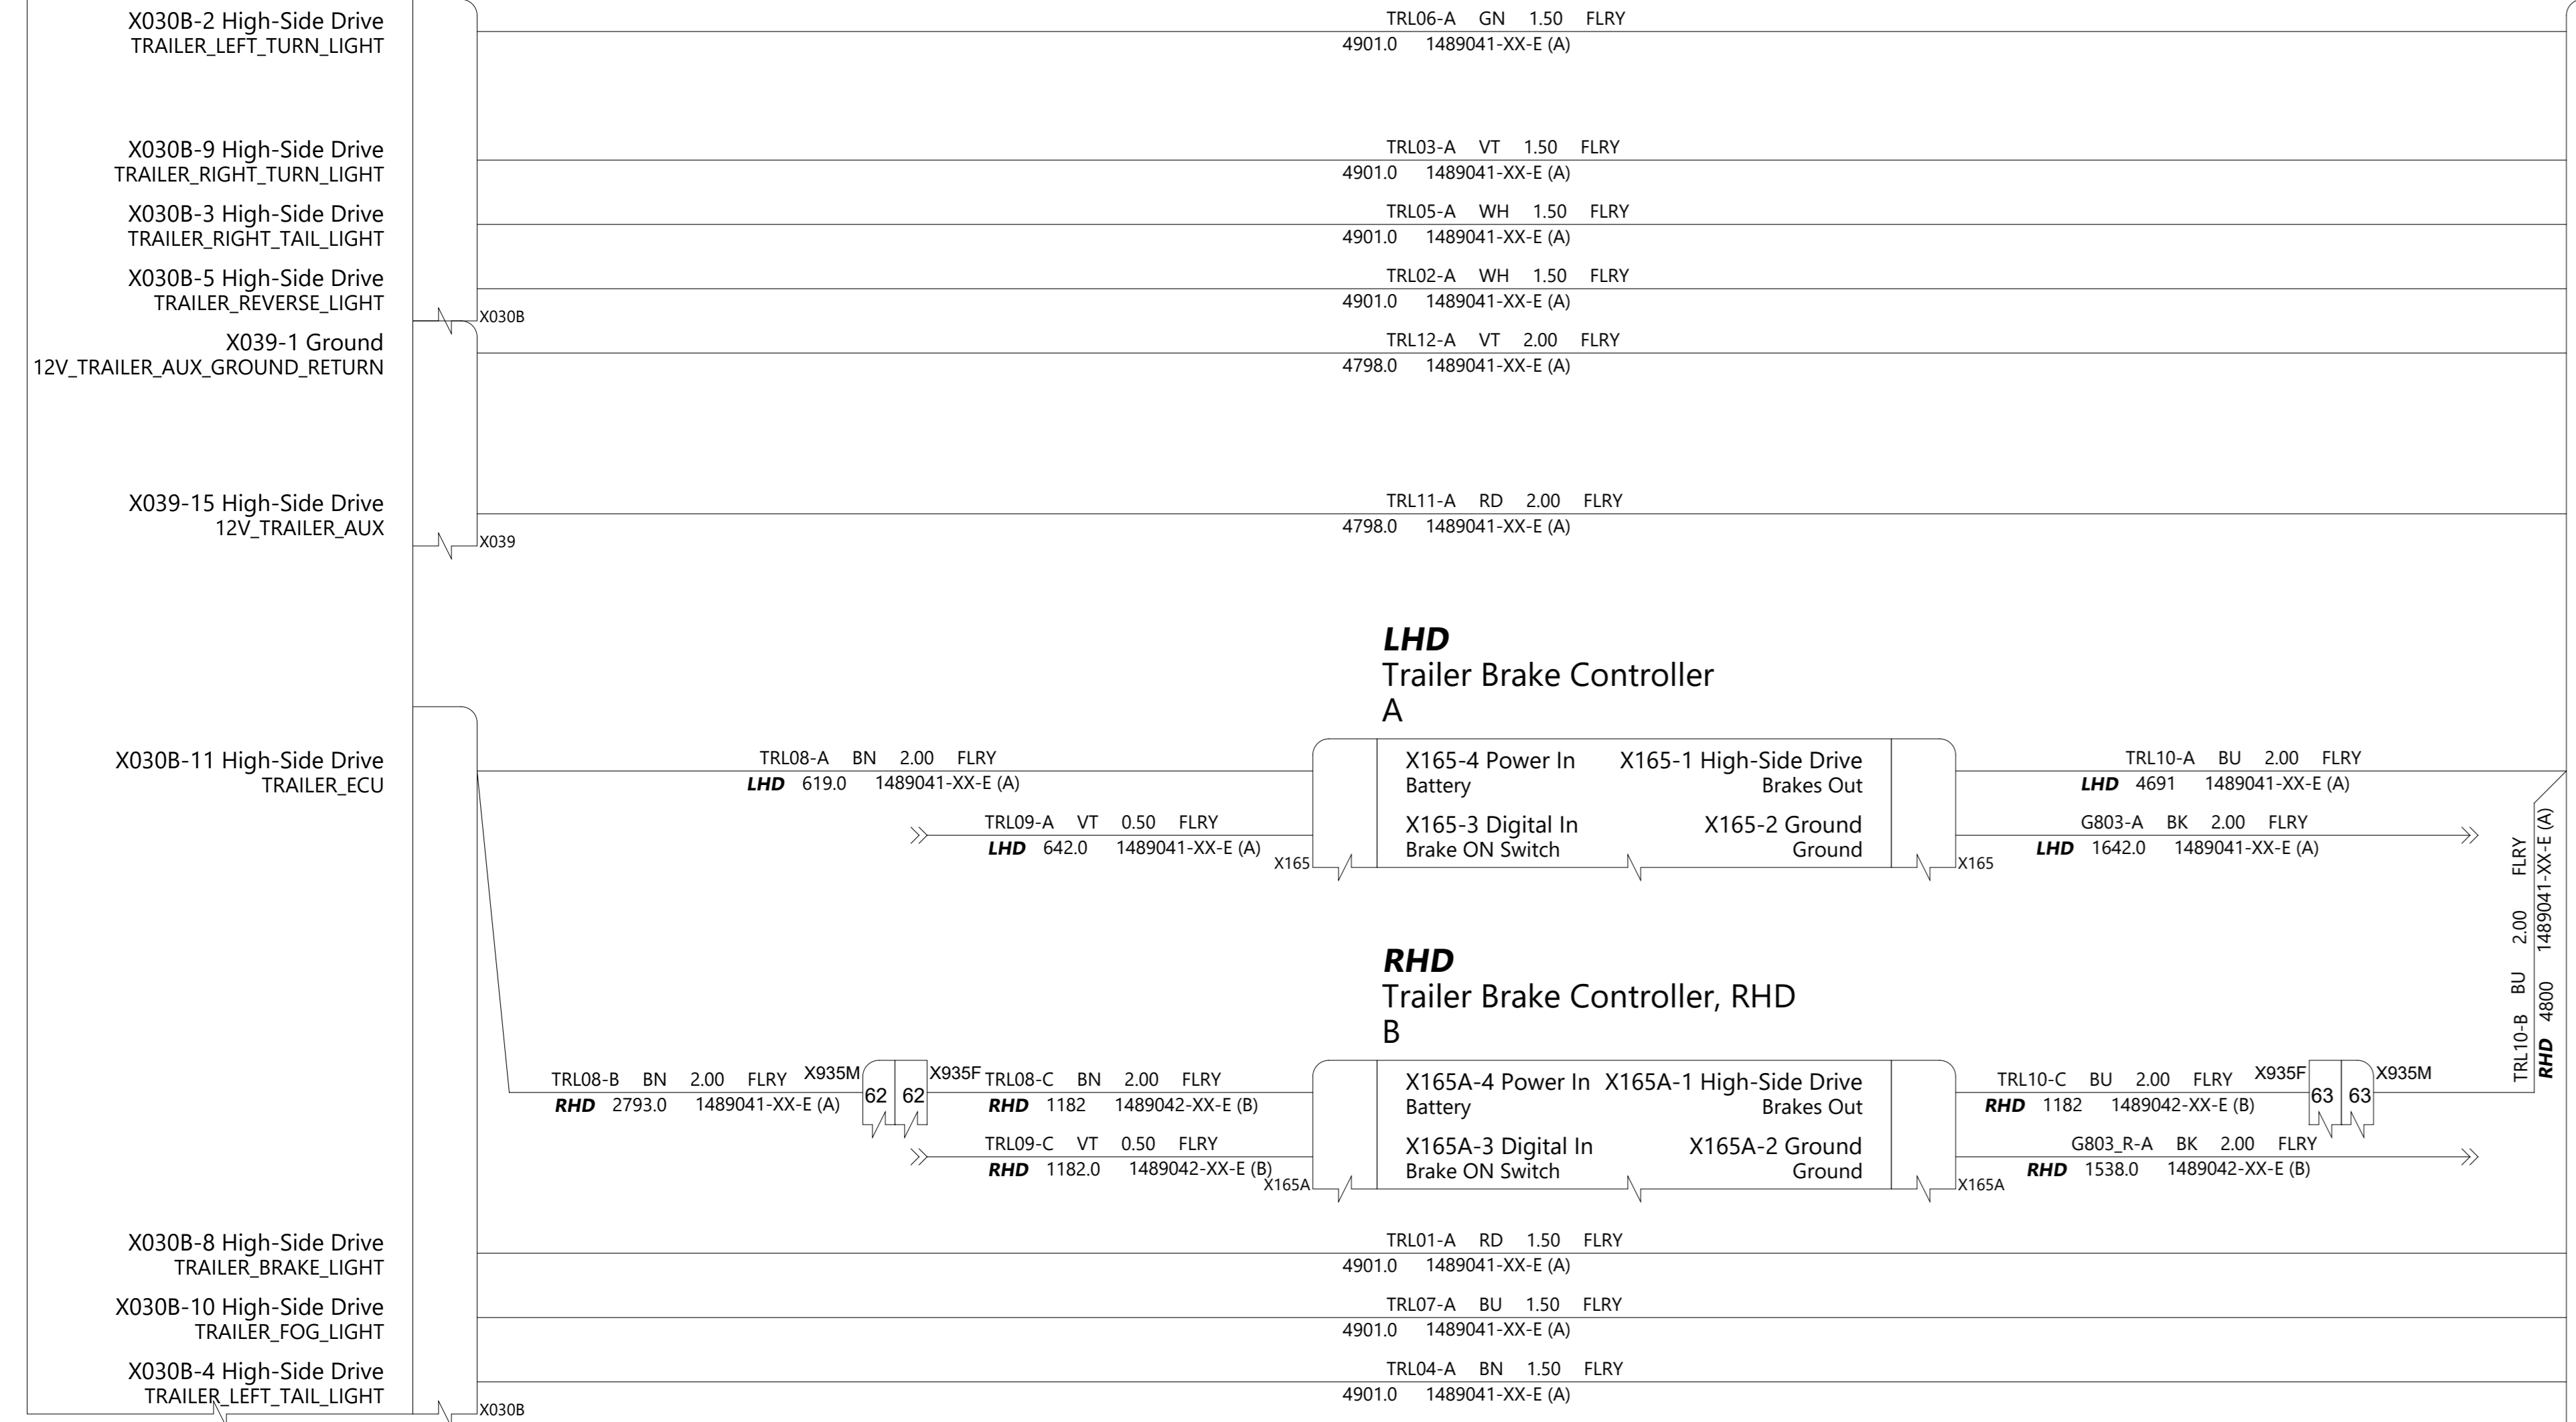 X030B-2 High-Side Drive
TRAILER_LEFT_TURN_LIGHT
TRL06-A GN 1.50 FLRY
4901.0 1489041-XX-E (A)
X030B-9 High-Side Drive
TRAILER_RIGHT_TURN_LIGHT
TRL03-A VT 1.50 FLRY
4901.0 1489041-XX-E (A)
X030B-3 High-Side Drive
TRAILER_RIGHT_TAIL_LIGHT
TRL05-A WH 1.50 FLRY
4901.0 1489041-XX-E (A)
X030B-5 High-Side Drive
TRAILER_REVERSE_LIGHT
TRL02-A WH 1.50 FLRY
4901.0 1489041-XX-E (A)
X030B
X039-1 Ground
12V_TRAILER_AUX_GROUND_RETURN
TRL12-A VT 2.00 FLRY
4798.0 1489041-XX-E (A)
X039-15 High-Side Drive
12V_TRAILER_AUX
TRL11-A RD 2.00 FLRY
4798.0 1489041-XX-E (A)
X039
LHD
Trailer Brake Controller
A
X030B-11 High-Side Drive
TRAILER_ECU
TRL08-A BN 2.00 FLRY
LHD 619.0 1489041-XX-E (A)
TRL09-A VT 0.50 FLRY
LHD 642.0 1489041-XX-E (A)
X165
X165-4 Power In
Battery
X165-1 High-Side Drive
Brakes Out
X165-3 Digital In
Brake ON Switch
X165-2 Ground
Ground
X165
TRL10-A BU 2.00 FLRY
LHD 4691 1489041-XX-E (A)
G803-A BK 2.00 FLRY
LHD 1642.0 1489041-XX-E (A)
TRL10-B BU 2.00 FLRY
RHD 4800 1489041-XX-E (A)
RHD
Trailer Brake Controller, RHD
B
TRL08-B BN 2.00 FLRY
RHD 2793.0 1489041-XX-E (A)
X935M
62
62
X935F
TRL08-C BN 2.00 FLRY
RHD 1182 1489042-XX-E (B)
TRL09-C VT 0.50 FLRY
RHD 1182.0 1489042-XX-E (B)
X165A
X165A-4 Power In
Battery
X165A-1 High-Side Drive
Brakes Out
X165A-3 Digital In
Brake ON Switch
X165A-2 Ground
Ground
X165A
TRL10-C BU 2.00 FLRY
RHD 1182 1489042-XX-E (B)
X935F
63
63
X935M
G803_R-A BK 2.00 FLRY
RHD 1538.0 1489042-XX-E (B)
X030B-8 High-Side Drive
TRAILER_BRAKE_LIGHT
TRL01-A RD 1.50 FLRY
4901.0 1489041-XX-E (A)
X030B-10 High-Side Drive
TRAILER_FOG_LIGHT
TRL07-A BU 1.50 FLRY
4901.0 1489041-XX-E (A)
X030B-4 High-Side Drive
TRAILER_LEFT_TAIL_LIGHT
TRL04-A BN 1.50 FLRY
4901.0 1489041-XX-E (A)
X030B